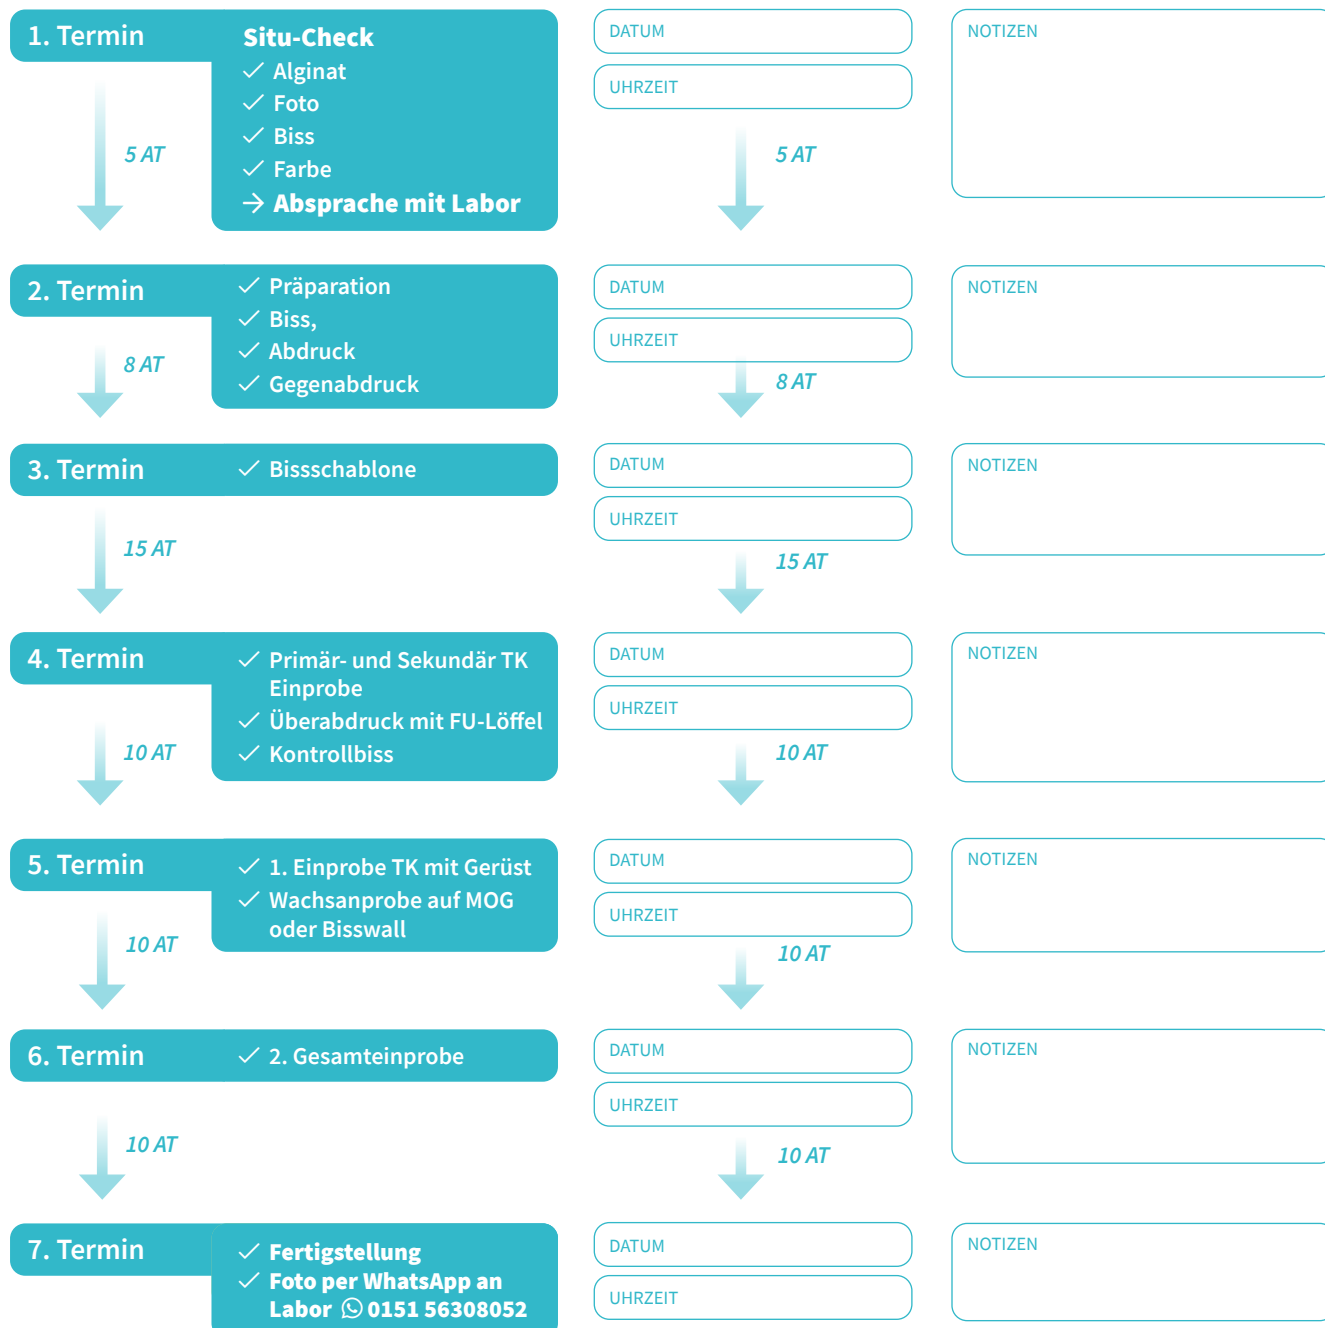 1. Termin
Situ-Check
Alginat
Foto
Biss
Farbe
→ Absprache mit Labor
5 AT
DATUM
UHRZEIT
5 AT
NOTIZEN
2. Termin
Präparation
Biss,
Abdruck
Gegenabdruck
8 AT
DATUM
UHRZEIT
8 AT
NOTIZEN
3. Termin
Bissschablone
15 AT
DATUM
UHRZEIT
15 AT
NOTIZEN
4. Termin
Primär- und Sekundär TK
Einprobe
Überabdruck mit FU-Löffel
Kontrollbiss
10 AT
DATUM
UHRZEIT
10 AT
NOTIZEN
5. Termin
1. Einprobe TK mit Gerüst
Wachsanprobe auf MOG
oder Bisswall
10 AT
DATUM
UHRZEIT
10 AT
NOTIZEN
6. Termin
2. Gesamteinprobe
10 AT
DATUM
UHRZEIT
10 AT
NOTIZEN
7. Termin
Fertigstellung
Foto per WhatsApp an
Labor 0151 56308052
DATUM
UHRZEIT
NOTIZEN